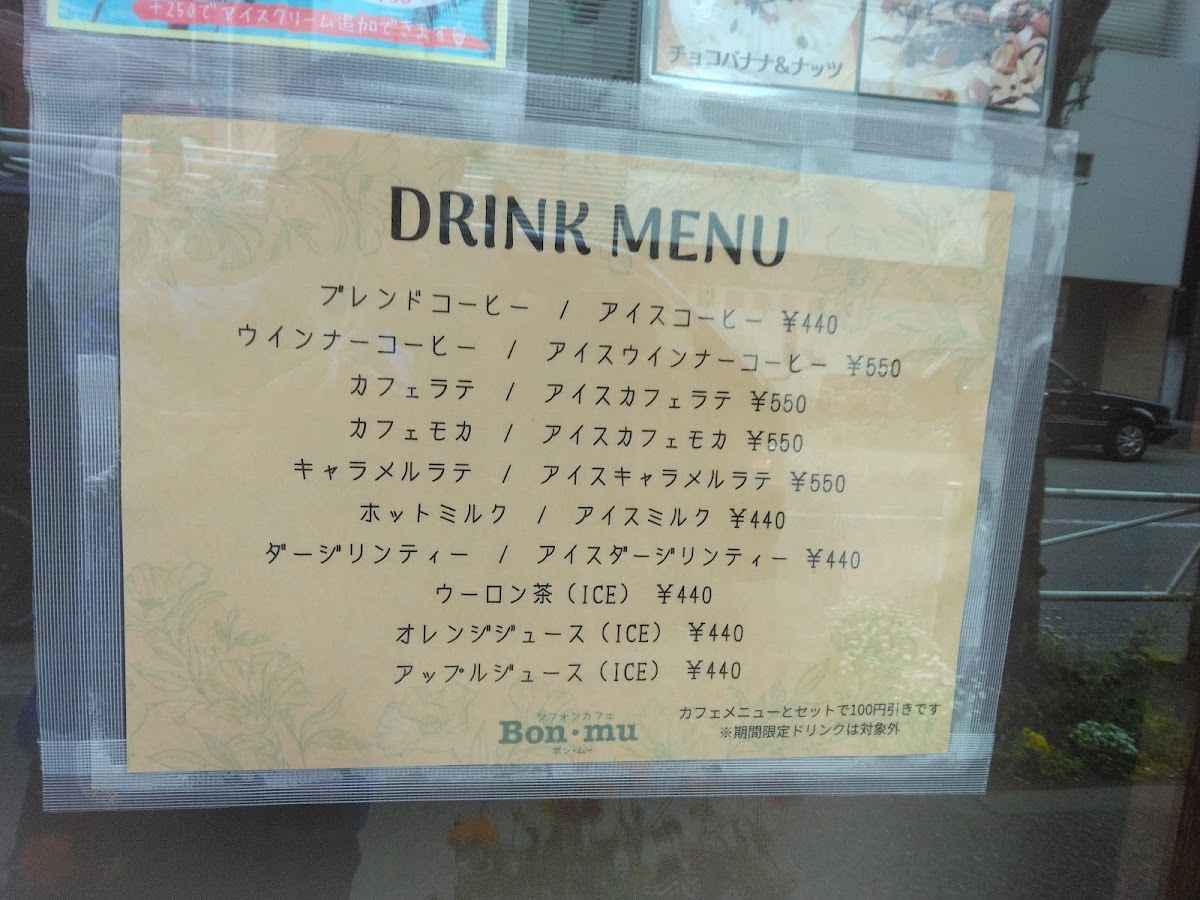 +250でアイスクリーム追加できます
チョコバナナ&ナッツ
DRINK MENU
ブレンドコーヒー / アイスコーヒー ¥440
ウインナーコーヒー / アイスウインナーコーヒー ¥550
カフェラテ / アイスカフェラテ ¥550
カフェモカ / アイスカフェモカ ¥550
キャラメルラテ / アイスキャラメルラテ ¥550
ホットミルク / アイスミルク ¥440
ダージリンティー / アイスダージリンティー ¥440
ウーロン茶(ICE) ¥440
オレンジジュース(ICE) ¥440
アップルジュース(ICE) ¥440
シフォンカフェ
Bon・mu
ボン・ムー
カフェメニューとセットで100円引きです
※期間限定ドリンクは対象外